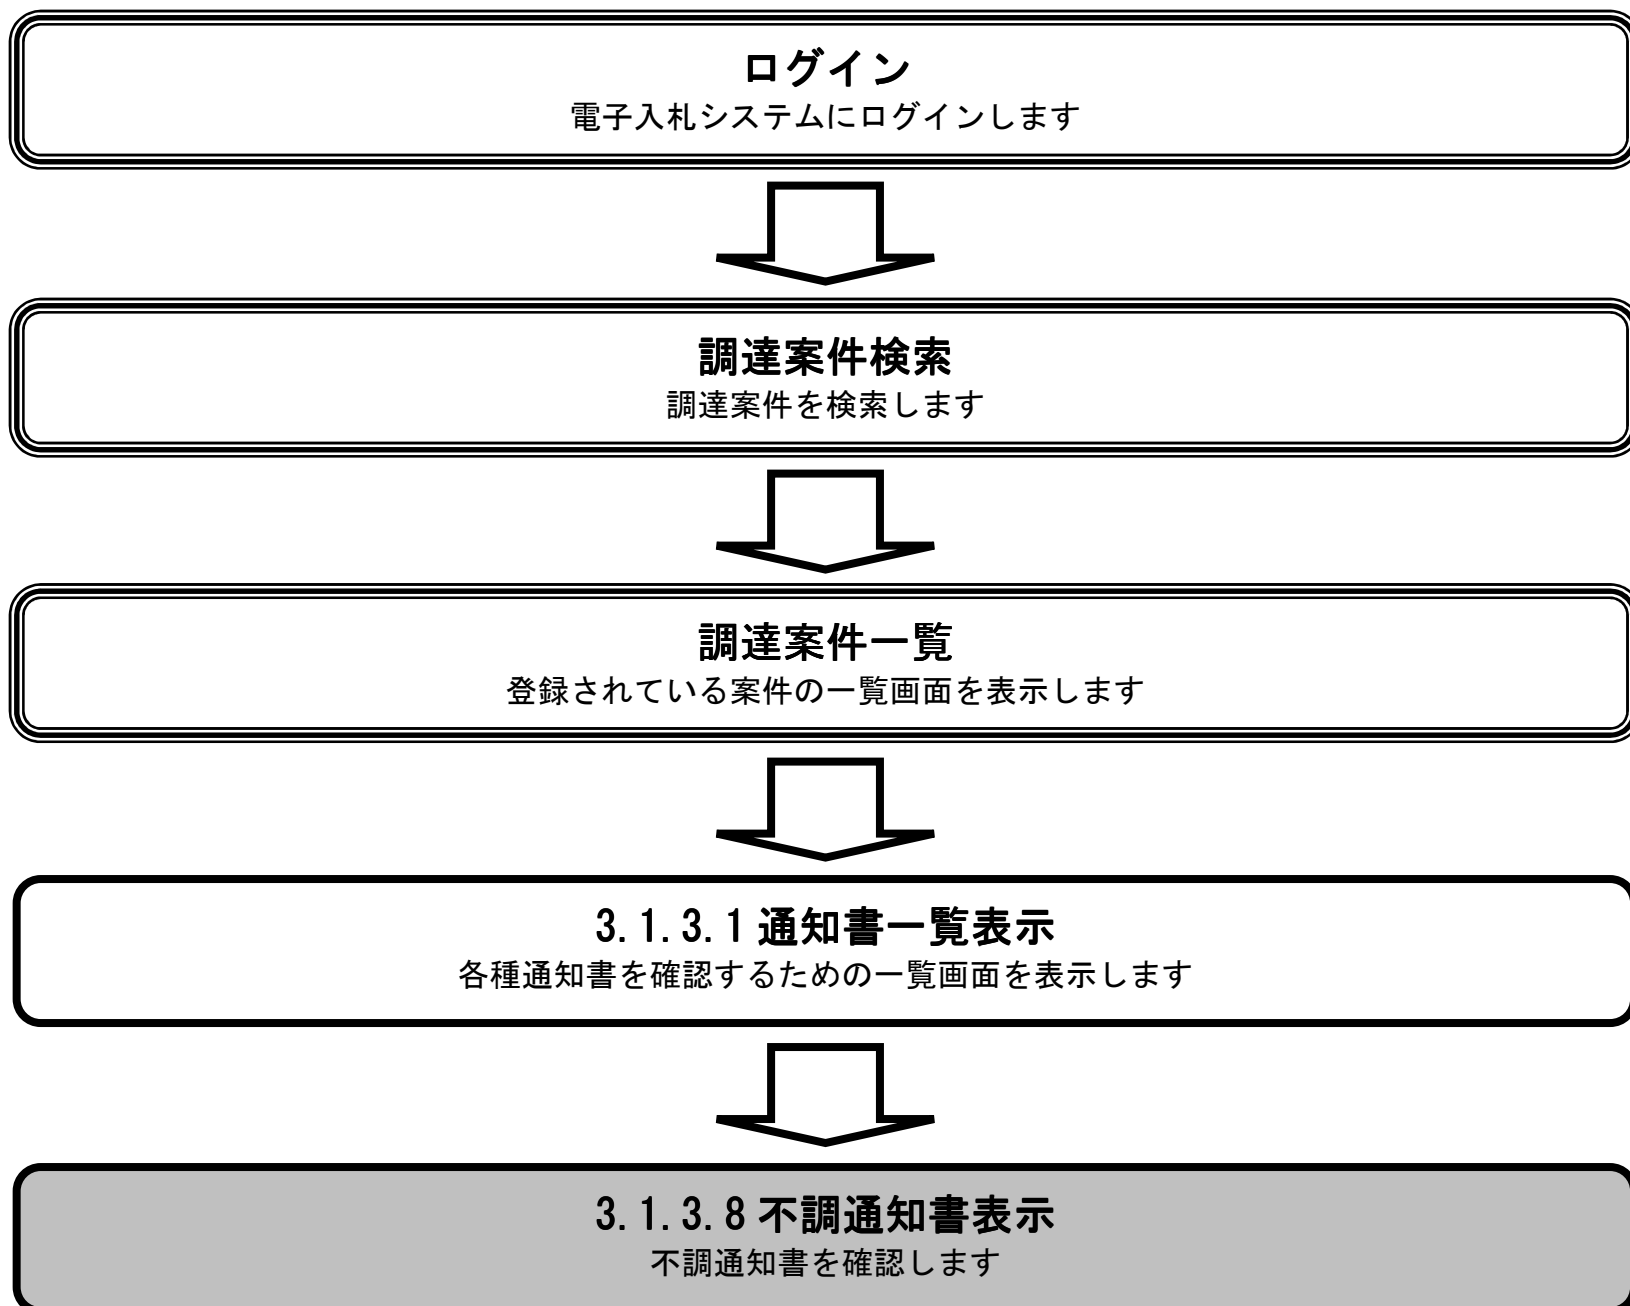 ログイン
電子入札システムにログインします
調達案件検索
調達案件を検索します
調達案件一覧
登録されている案件の一覧画面を表示します
3.1.3.1 通知書一覧表示
各種通知書を確認するための一覧画面を表示します
3.1.3.8 不調通知書表示
不調通知書を確認します